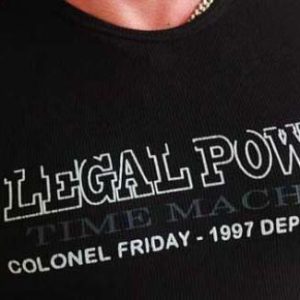 LEGAL POW
TIME MACH
COLONEL FRIDAY - 1997 DEP